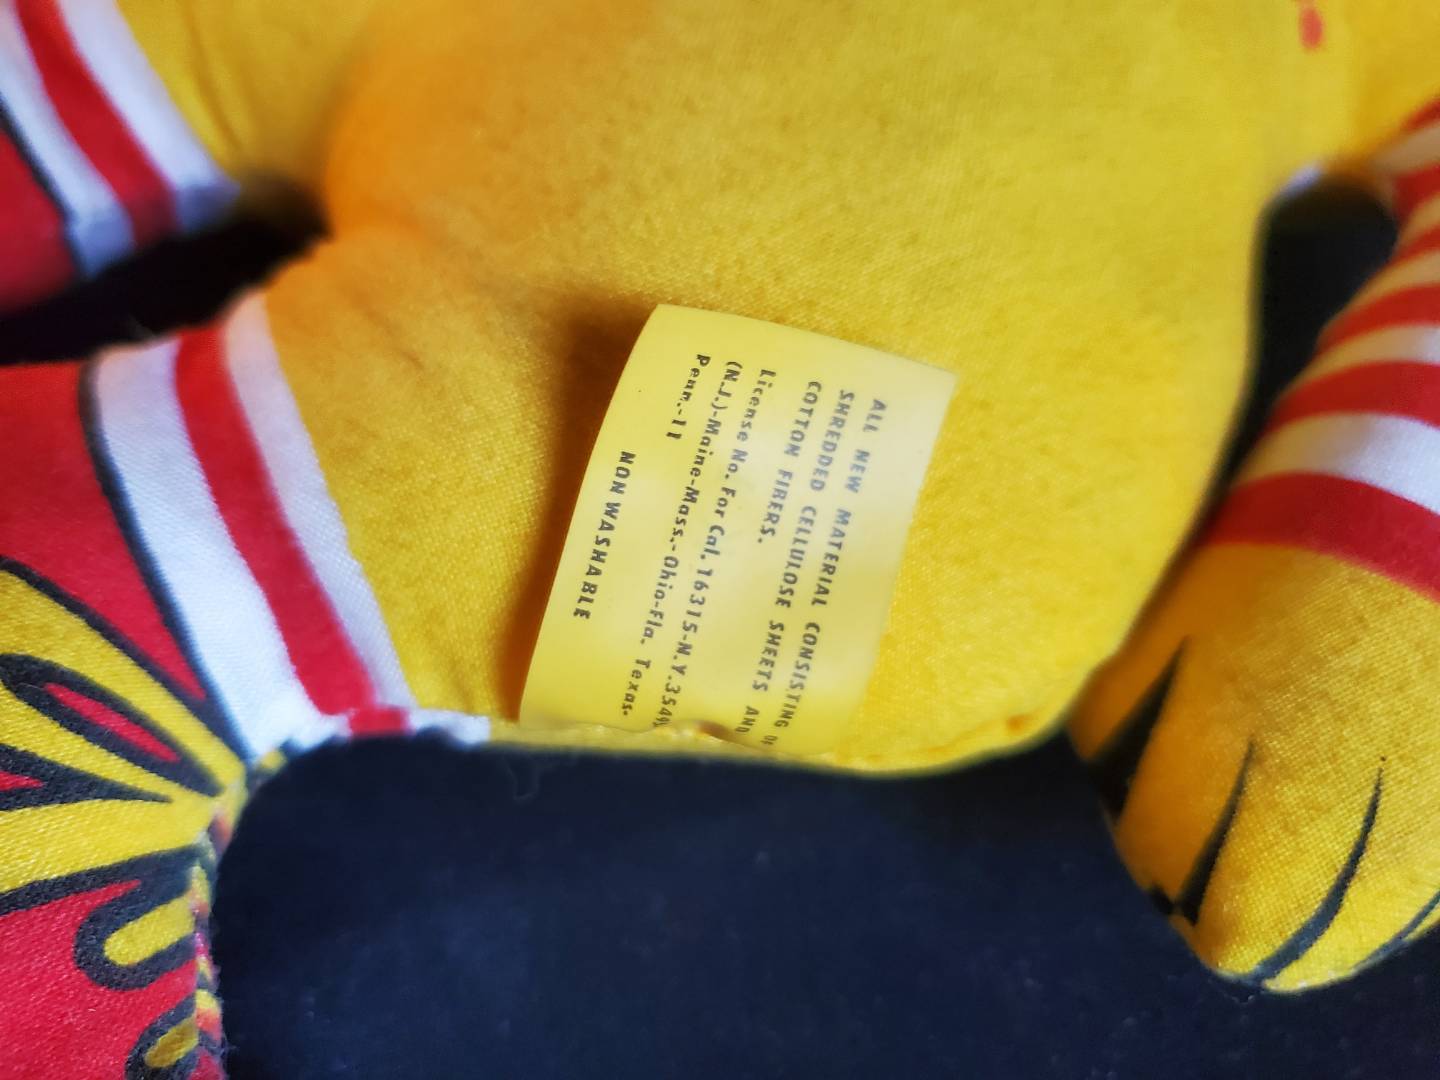 ALL NEW MATERIAL CONSISTING OF
SHREDDED CELLULOSE SHEETS AND
COTTON FIBERS.
License No. For Cal. 16315-N.Y. 354
(N.J.)-Maine-Mass.-Ohio-Fla. Texas-
Penn.-11
NON WASHABLE